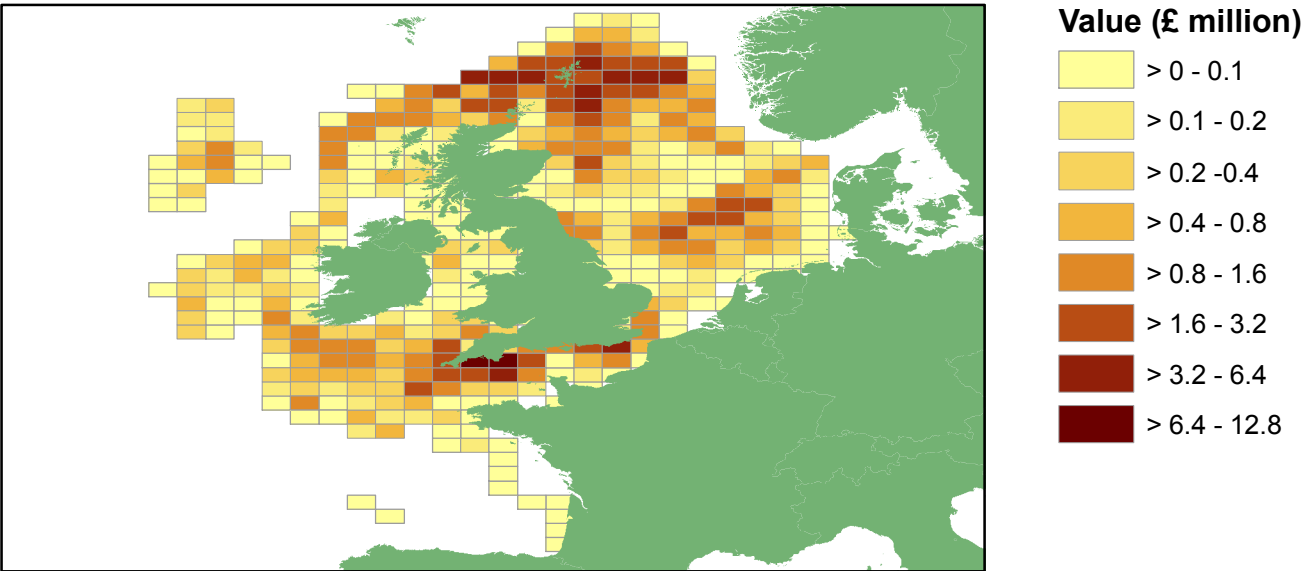 Value (£ million)
> 0 - 0.1
> 0.1 - 0.2
> 0.2 -0.4
> 0.4 - 0.8
> 0.8 - 1.6
> 1.6 - 3.2
> 3.2 - 6.4
> 6.4 - 12.8